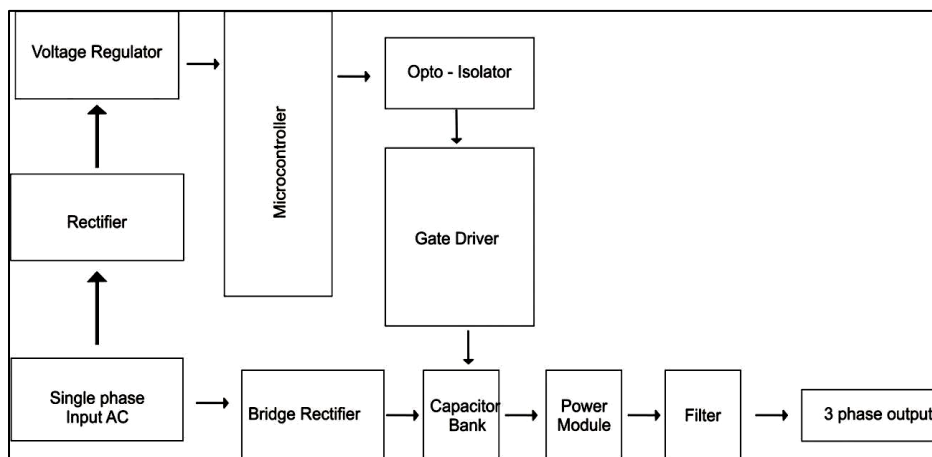 Voltage Regulator
Microcontroller
Opto - Isolator
Rectifier
Gate Driver
Single phase
Input AC
Bridge Rectifier
Capacitor
Bank
Power
Module
Filter
3 phase output